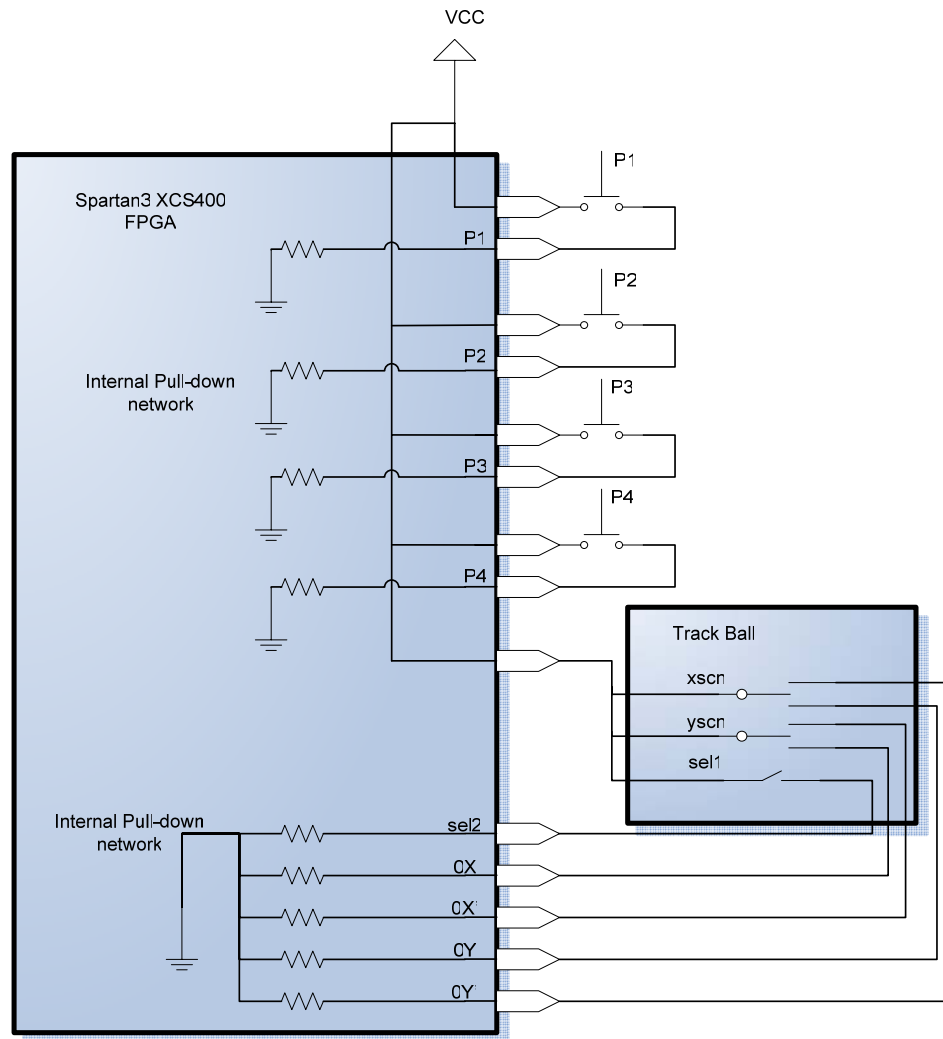 VCC
Spartan3 XCS400
FPGA
P1
P1
P2
P2
Internal Pull-down
network
P3
P3
P4
P4
Track Ball
xscn
yscn
sel1
Internal Pull-down
network
sel2
0X
0X'
0Y
0Y'